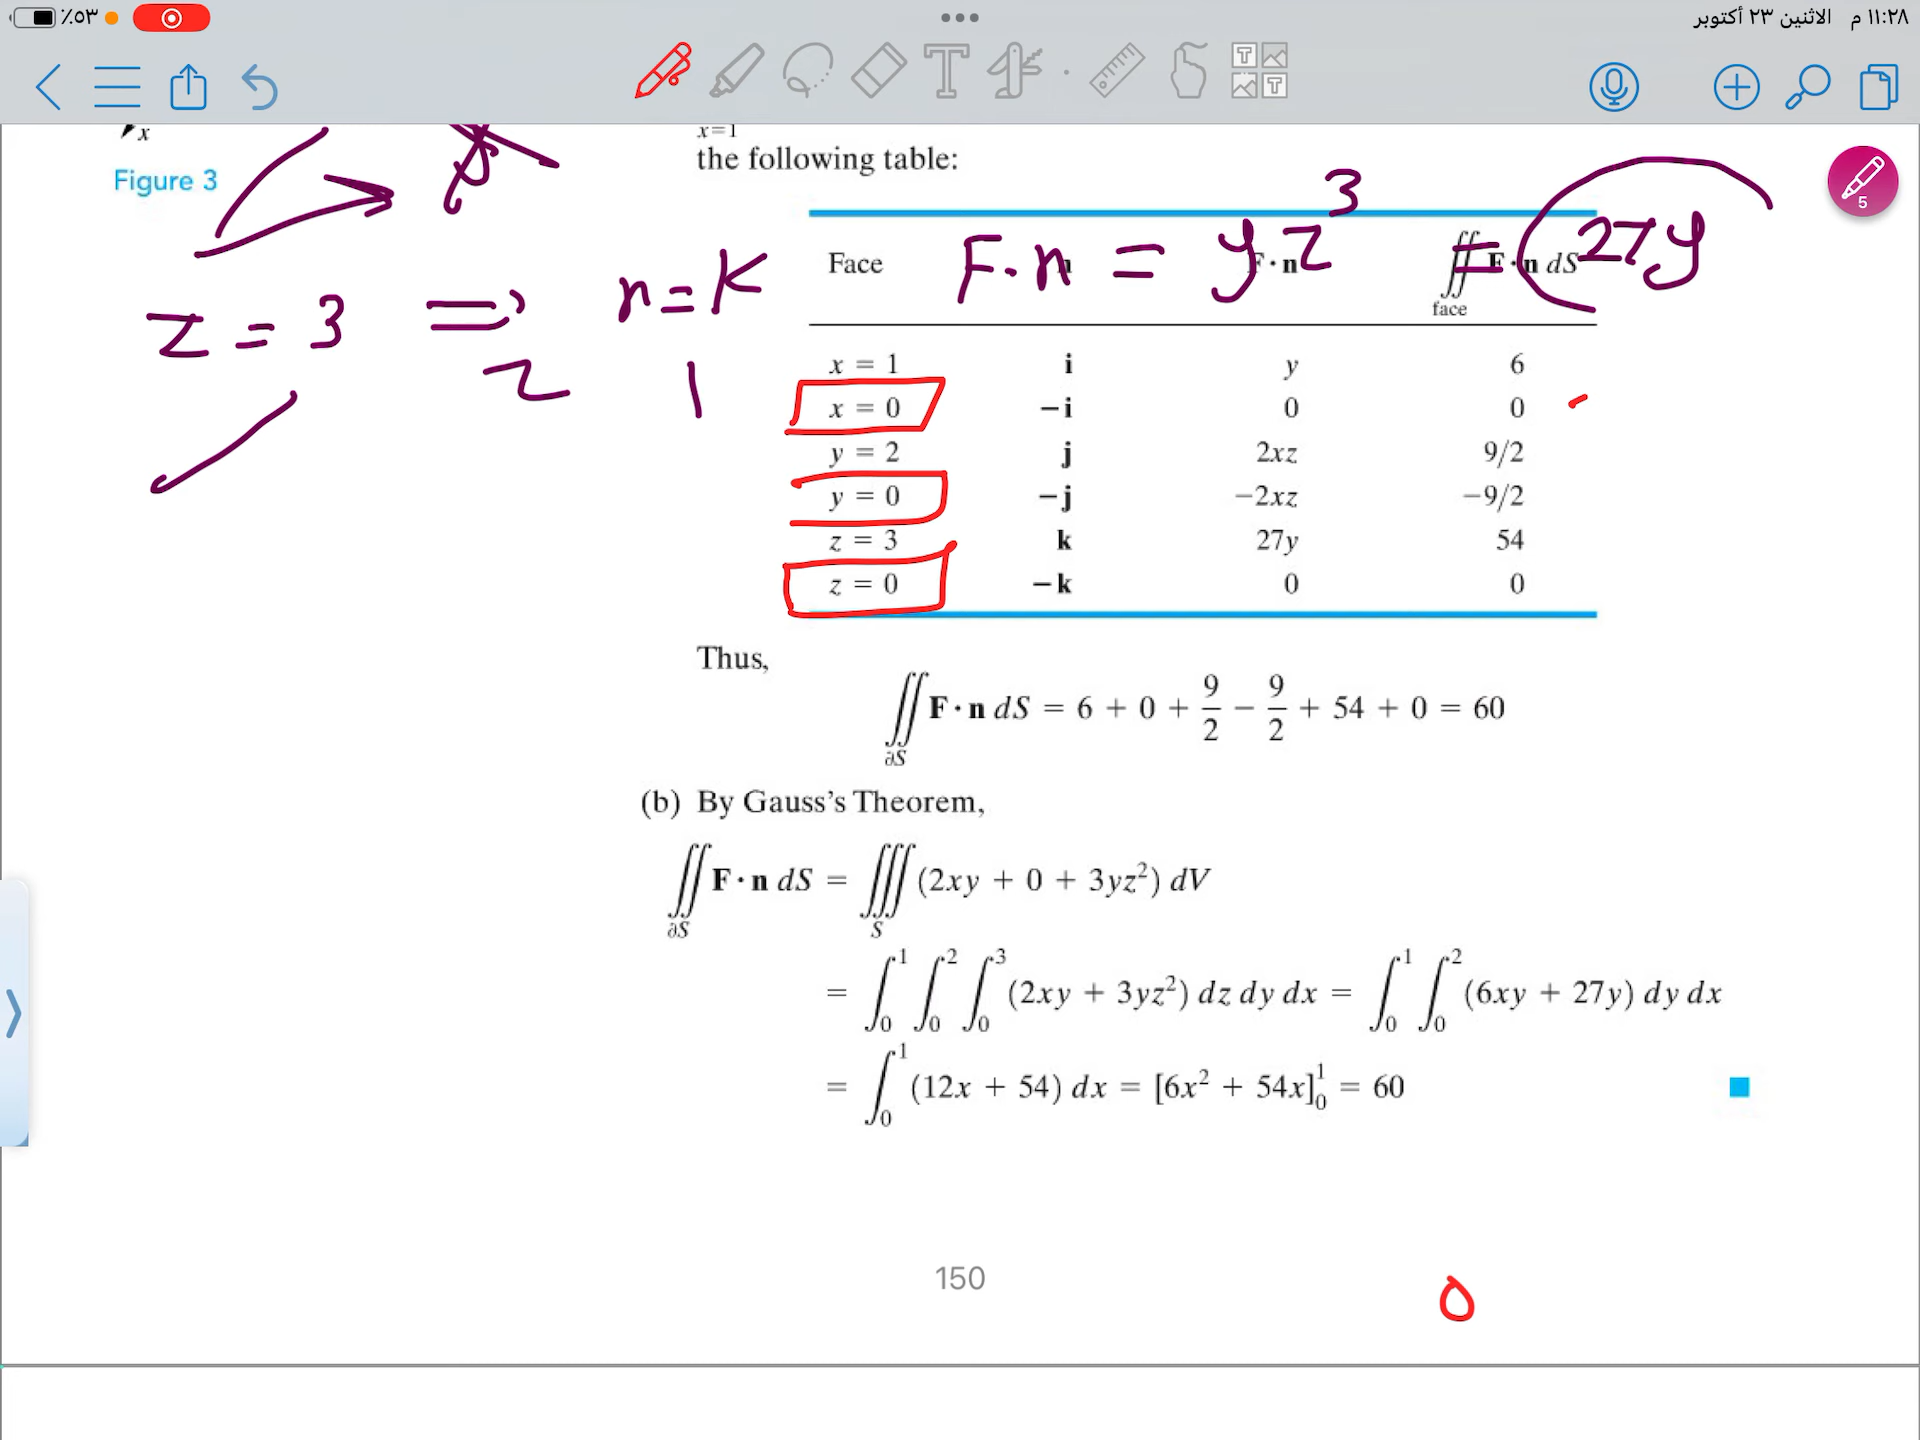 ٪٥٣
١١:٢٨ م الاثنين ٢٣ أكتوبر
5
x
Figure 3
x=1
the following table:
z = 3 ⇒ n = k
2 1
F.n = yz³ = 27y
Face n F · n ∬ F · n dS
face
x = 1 i y 6
x = 0 −i 0 0
y = 2 j 2xz 9/2
y = 0 −j −2xz −9/2
z = 3 k 27y 54
z = 0 −k 0 0
Thus,
∬∂S F · n dS = 6 + 0 + 9/2 − 9/2 + 54 + 0 = 60
(b) By Gauss’s Theorem,
∬∂S F · n dS = ∭S (2xy + 0 + 3yz²) dV
= ∫₀¹ ∫₀² ∫₀³ (2xy + 3yz²) dz dy dx = ∫₀¹ ∫₀² (6xy + 27y) dy dx
= ∫₀¹ (12x + 54) dx = [6x² + 54x]₀¹ = 60
150
0